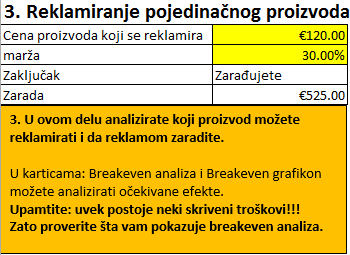 3. Reklamiranje pojedinačnog proizvoda
Cena proizvoda koji se reklamira €120.00
marža 30.00%
Zaključak Zarađujete
Zarada €525.00
3. U ovom delu analizirate koji proizvod možete
reklamirati i da reklamom zaradite.
U karticama: Breakeven analiza i Breakeven grafikon
možete analizirati očekivane efekte.
Upamtite: uvek postoje neki skriveni troškovi!!!
Zato proverite šta vam pokazuje breakeven analiza.